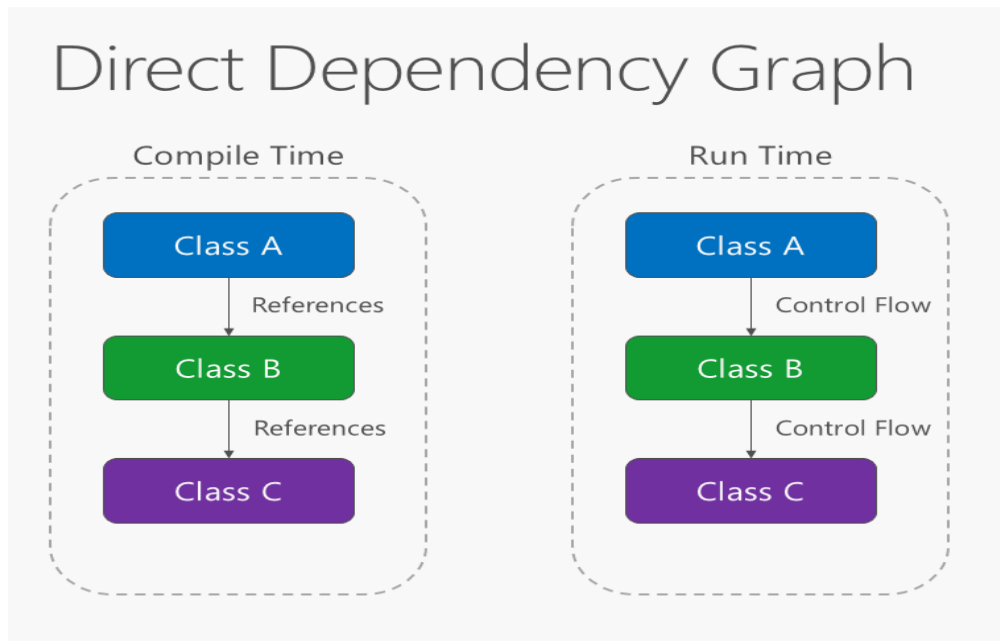 Direct Dependency Graph
Compile Time
Class A
References
Class B
References
Class C
Run Time
Class A
Control Flow
Class B
Control Flow
Class C